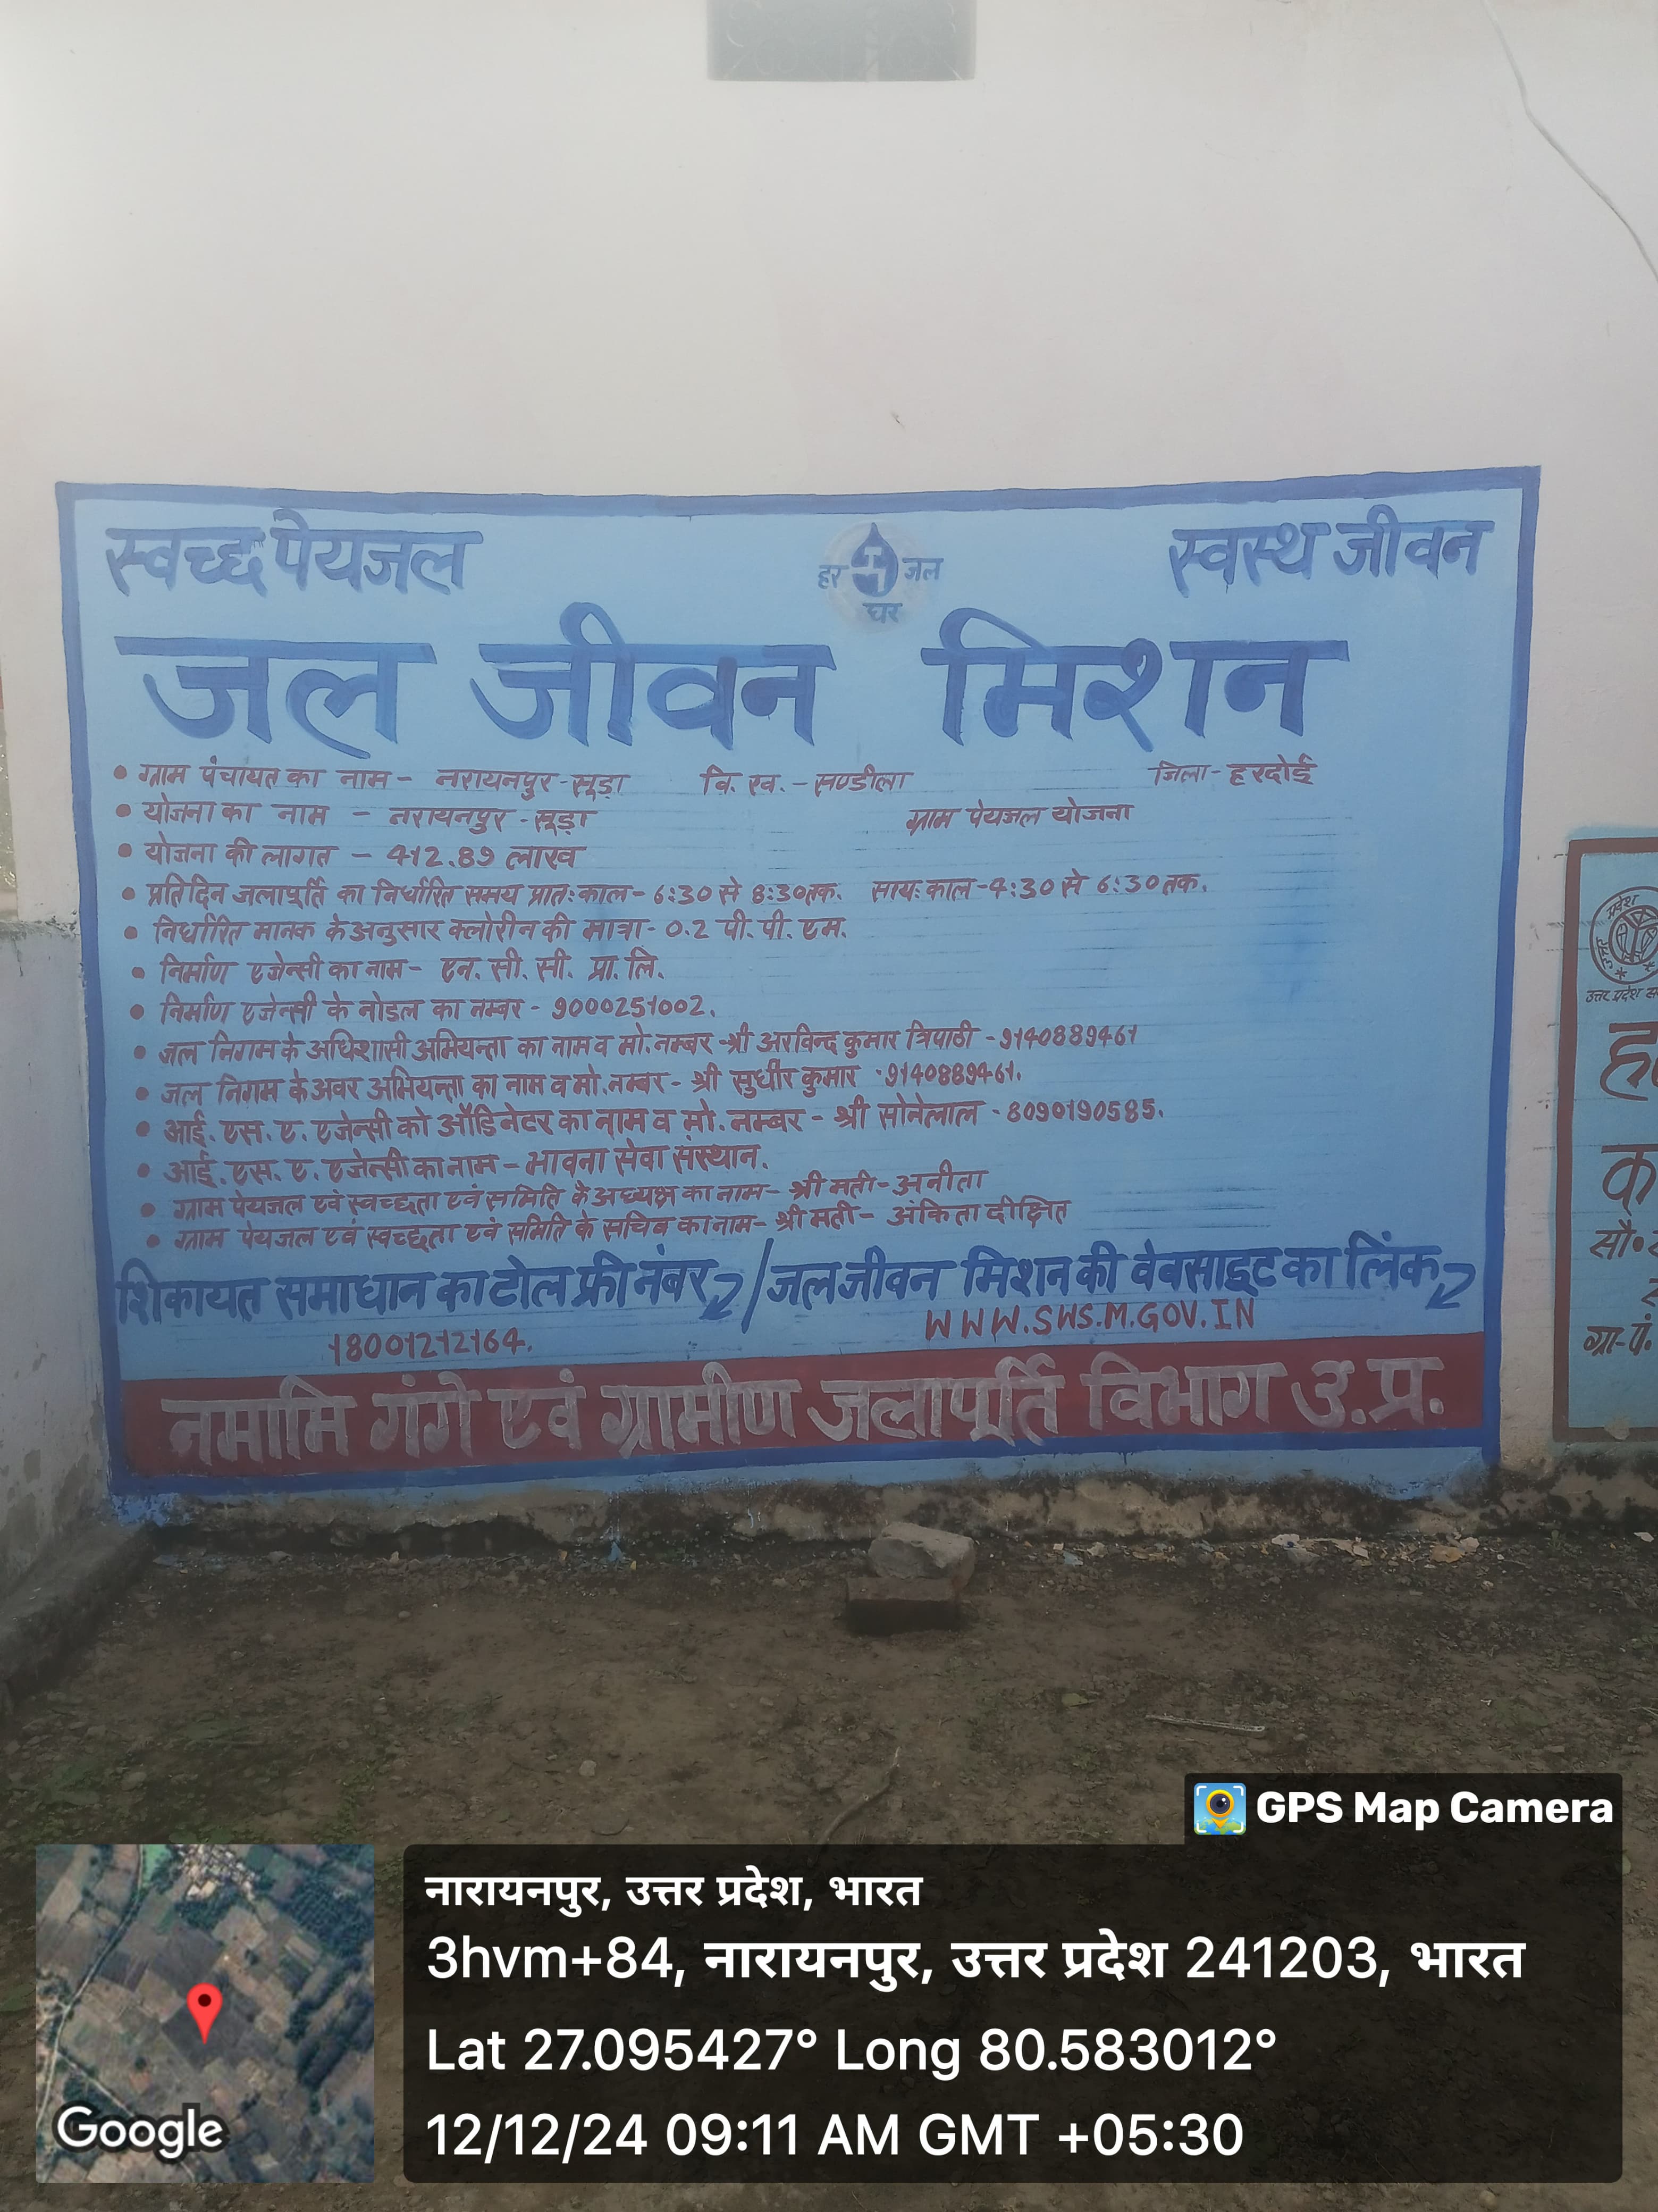 स्वच्छ पेयजल
हर जल
घर
स्वस्थ जीवन
जल जीवन मिशन
• ग्राम पंचायत का नाम - नरायनपुर-सूड़ा वि. ख. - सण्डीला जिला - हरदोई
• योजना का नाम - नरायनपुर-सूड़ा ग्राम पेयजल योजना
• योजना की लागत - 412.89 लाख
• प्रतिदिन जलापूर्ति का निर्धारित समय प्रातः काल - 6:30 से 8:30 तक. सायः काल - 4:30 से 6:30 तक.
• निर्धारित मानक के अनुसार क्लोरीन की मात्रा - 0.2 पी. पी. एम.
• निर्माण एजेन्सी का नाम - एन. सी. सी. प्रा. लि.
• निर्माण एजेन्सी के नोडल का नम्बर - 9000251002.
• जल निगम के अधिशासी अभियन्ता का नाम व मो. नम्बर - श्री अरविन्द कुमार त्रिपाठी - 9140889461
• जल निगम के अवर अभियन्ता का नाम व मो. नम्बर - श्री सुधीर कुमार - 9140889461.
• आई. एस. ए. एजेन्सी को ऑडिनेटर का नाम व मो. नम्बर - श्री सोनेलाल - 8090190585.
• आई. एस. ए. एजेन्सी का नाम - भावना सेवा संस्थान.
• ग्राम पेयजल एवं स्वच्छता एवं समिति के अध्यक्ष का नाम - श्री मती - अनीता
• ग्राम पेयजल एवं स्वच्छता एवं समिति के सचिव का नाम - श्री मती - अंकिता दीक्षित
शिकायत समाधान का टोल फ्री नंबर / जल जीवन मिशन की वेबसाइट का लिंक
18001212164. WWW.SWS.M.GOV.IN
नमामि गंगे एवं ग्रामीण जलापूर्ति विभाग उ.प्र.
उत्तर प्रदेश
सौ.
ग्रा-पं.
GPS Map Camera
नारायनपुर, उत्तर प्रदेश, भारत
3hvm+84, नारायनपुर, उत्तर प्रदेश 241203, भारत
Lat 27.095427° Long 80.583012°
12/12/24 09:11 AM GMT +05:30
Google